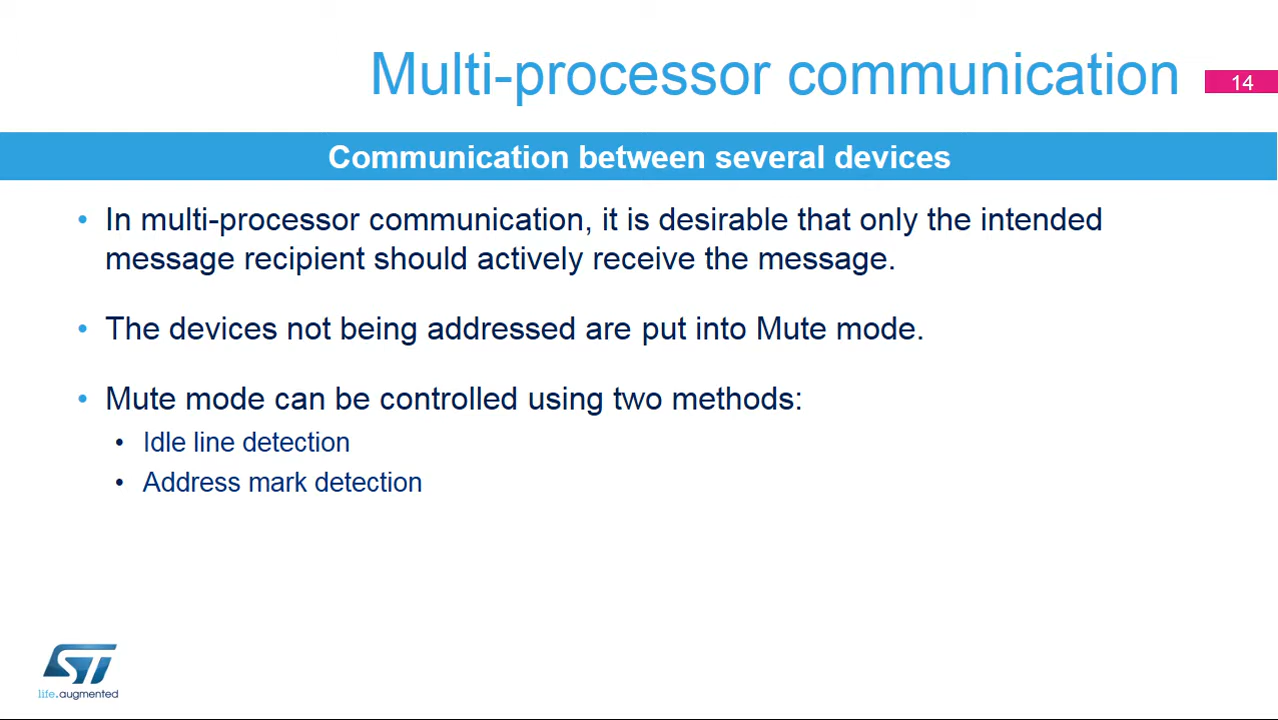 Multi-processor communication
14
Communication between several devices
• In multi-processor communication, it is desirable that only the intended
message recipient should actively receive the message.
• The devices not being addressed are put into Mute mode.
• Mute mode can be controlled using two methods:
• Idle line detection
• Address mark detection
ST
life.augmented